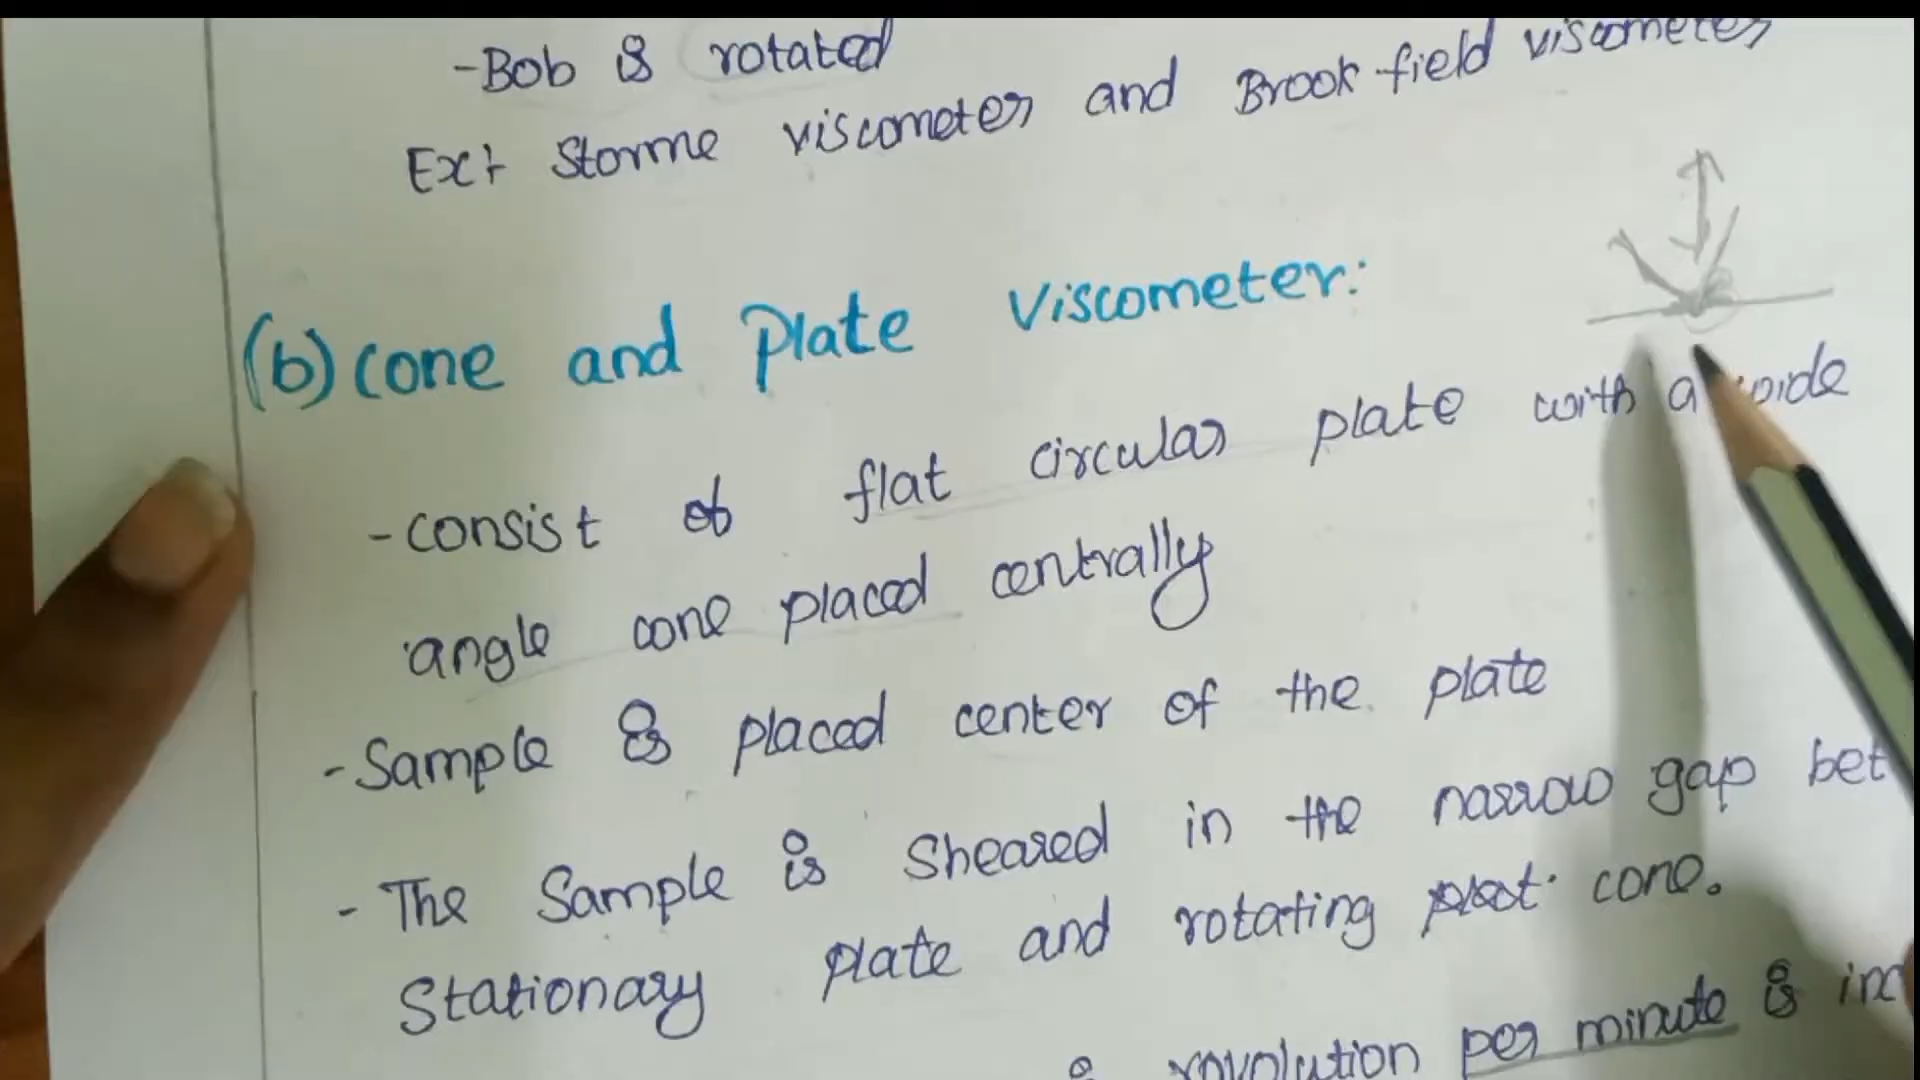 -Bob is rotated
Ex:- Storme viscometer and Brook-field viscometer
(b) Cone and Plate Viscometer:
- consist of flat circular plate with a wide
angle cone placed centrally
- Sample is placed center of the plate
- The Sample is sheared in the narrow gap bet
Stationary plate and rotating cone.
revolution per minute is inc